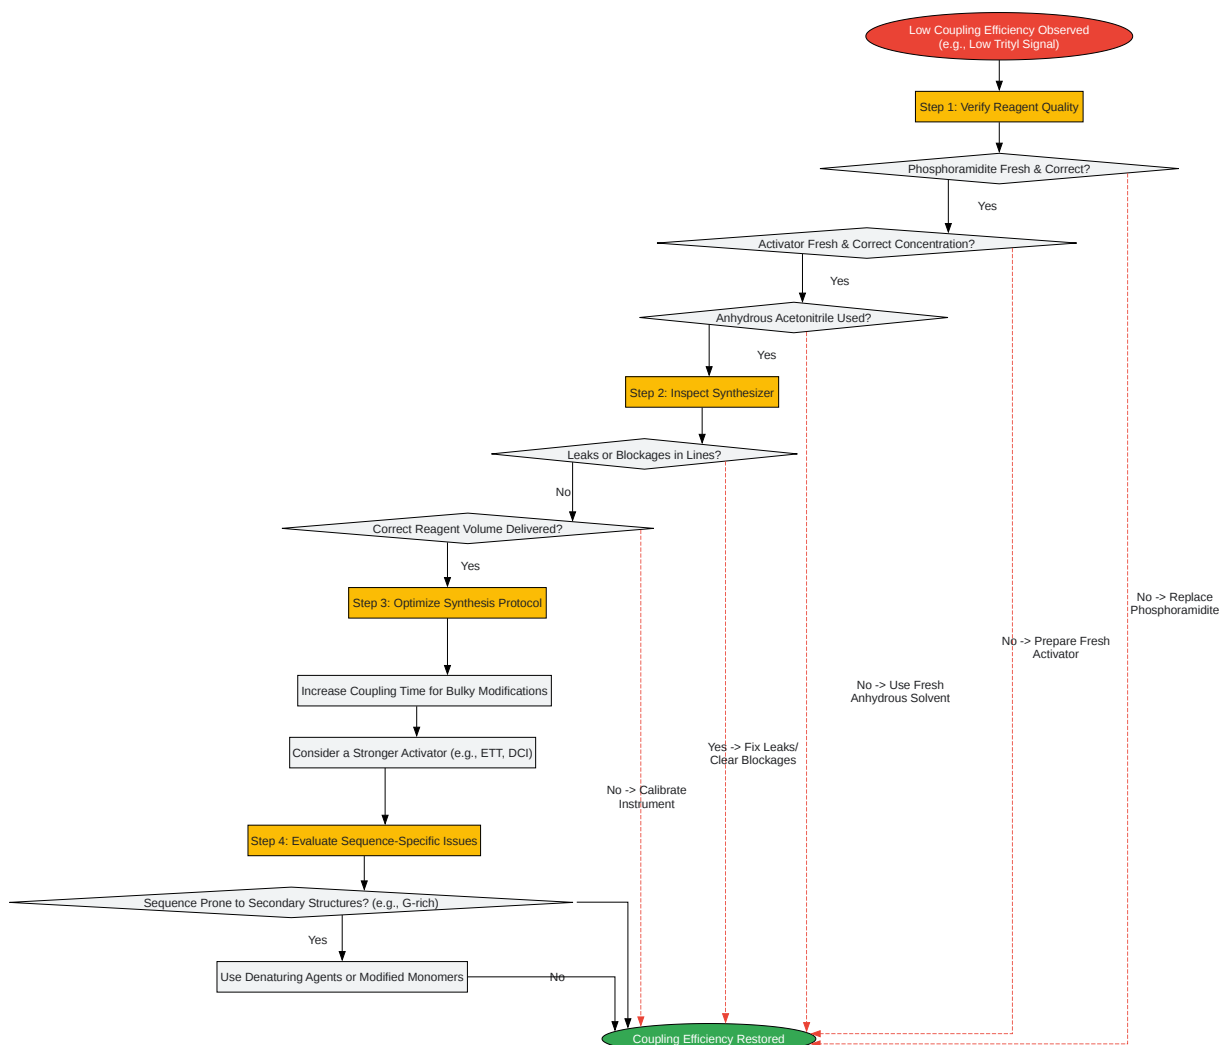 Low Coupling Efficiency Observed
(e.g., Low Trityl Signal)
Step 1: Verify Reagent Quality
Phosphoramidite Fresh & Correct?
Yes
Activator Fresh & Correct Concentration?
Yes
Anhydrous Acetonitrile Used?
Yes
Step 2: Inspect Synthesizer
Leaks or Blockages in Lines?
No
Correct Reagent Volume Delivered?
Yes
Step 3: Optimize Synthesis Protocol
No -> Replace
Phosphoramidite
No -> Prepare Fresh
Activator
No -> Use Fresh
Anhydrous Solvent
Increase Coupling Time for Bulky Modifications
Yes -> Fix Leaks/
Clear Blockages
Consider a Stronger Activator (e.g., ETT, DCI)
No -> Calibrate
Instrument
Step 4: Evaluate Sequence-Specific Issues
Sequence Prone to Secondary Structures? (e.g., G-rich)
Yes
Use Denaturing Agents or Modified Monomers
No
Coupling Efficiency Restored